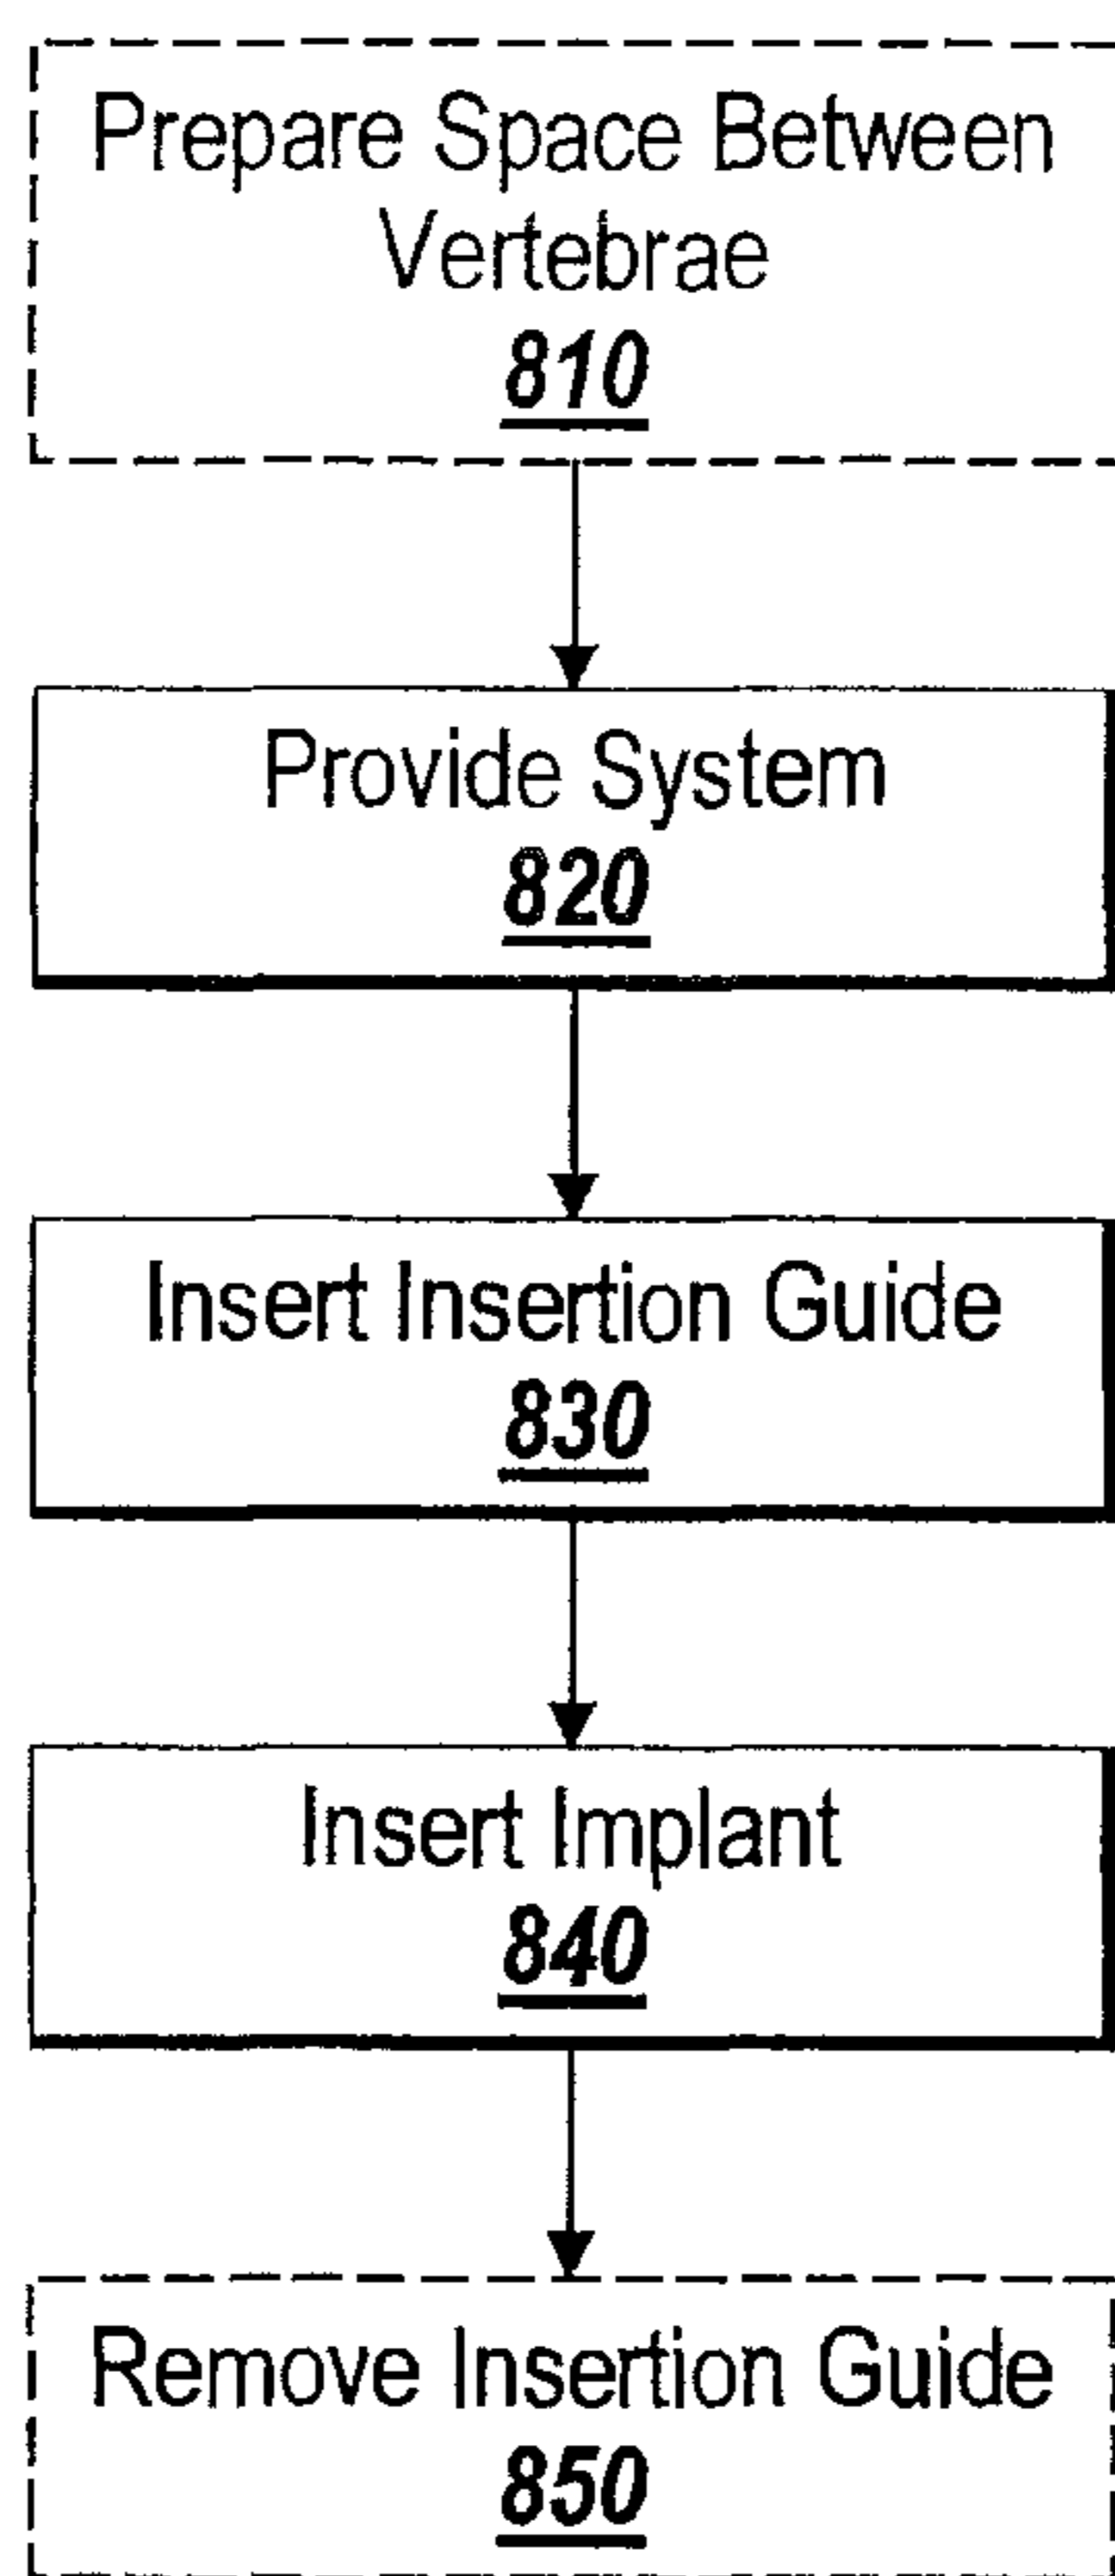 Prepare Space Between
Vertebrae
810
Provide System
820
Insert Insertion Guide
830
Insert Implant
840
Remove Insertion Guide
850